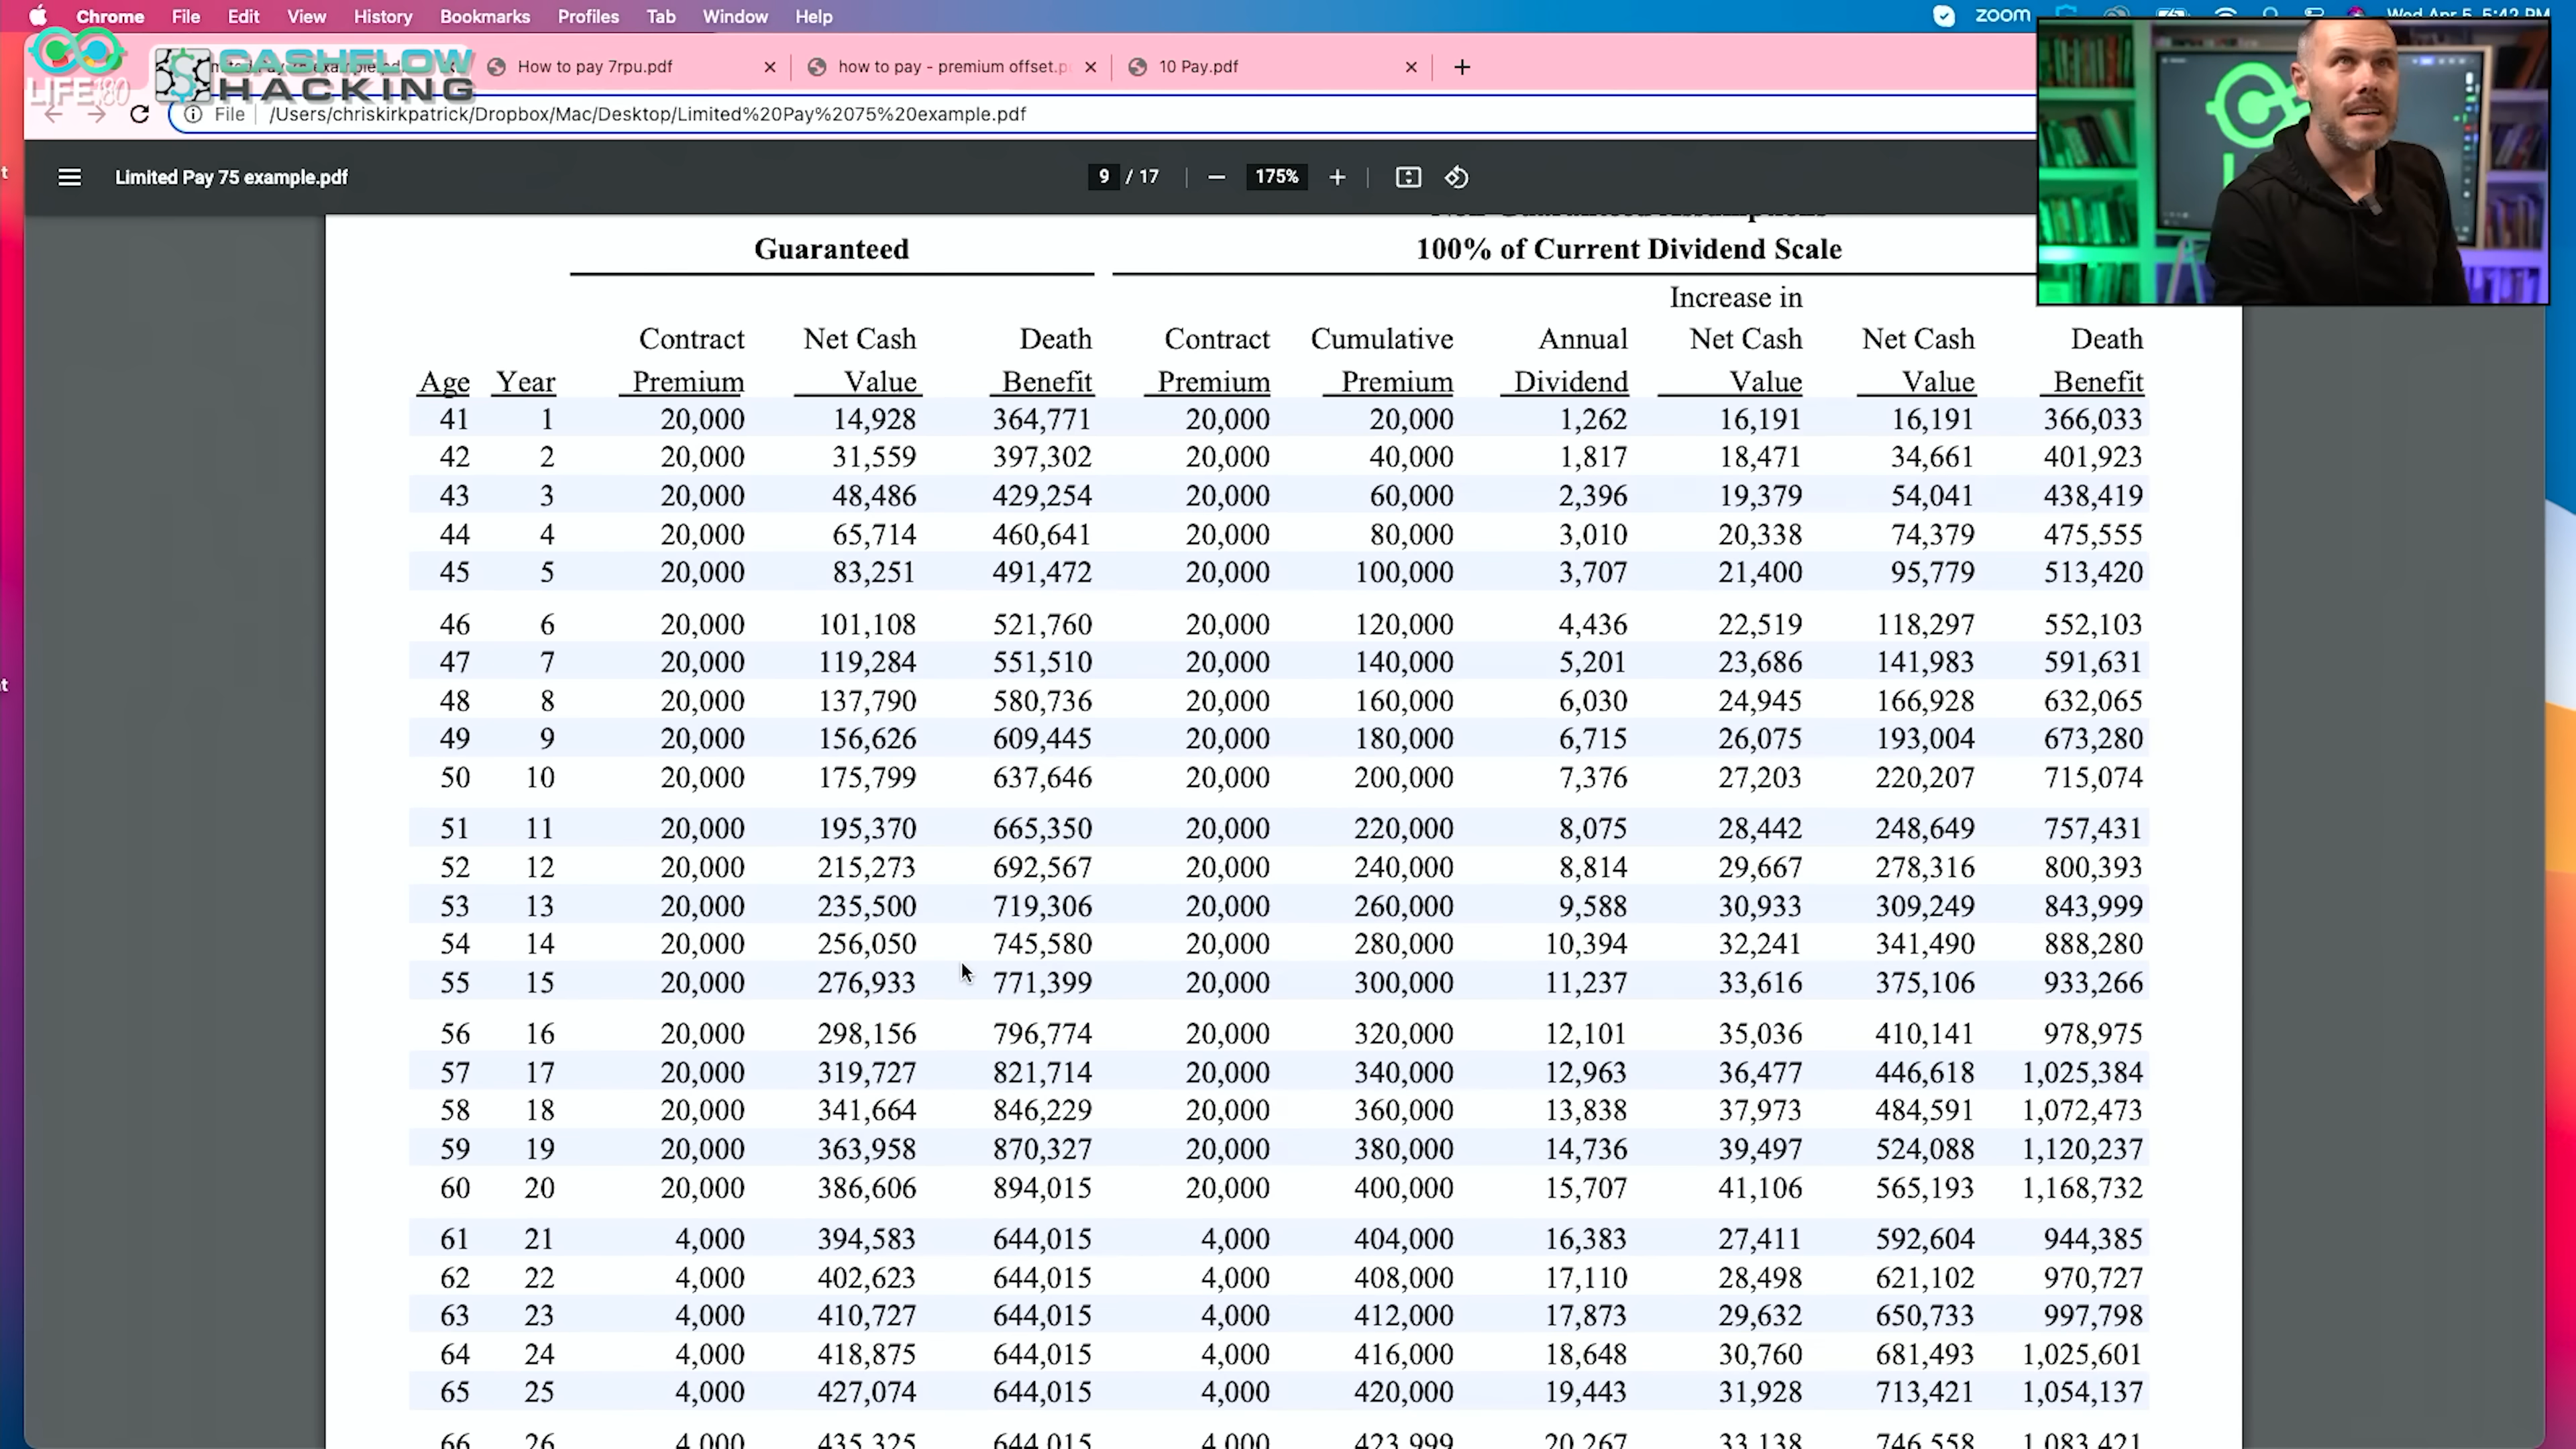 Chrome File Edit View History Bookmarks Profiles Tab Window Help zoom Wed Apr 5 5:42 PM
LIFE180 CASHFLOW HACKING
How to pay 7rpu.pdf how to pay - premium offset.p 10 Pay.pdf
File /Users/chriskirkpatrick/Dropbox/Mac/Desktop/Limited%20Pay%2075%20example.pdf
Limited Pay 75 example.pdf 9 / 17 175%
Non-Guaranteed Assumptions
Guaranteed 100% of Current Dividend Scale
Increase in
Contract Net Cash Death Contract Cumulative Annual Net Cash Net Cash Death
Age Year Premium Value Benefit Premium Premium Dividend Value Value Benefit
41 1 20,000 14,928 364,771 20,000 20,000 1,262 16,191 16,191 366,033
42 2 20,000 31,559 397,302 20,000 40,000 1,817 18,471 34,661 401,923
43 3 20,000 48,486 429,254 20,000 60,000 2,396 19,379 54,041 438,419
44 4 20,000 65,714 460,641 20,000 80,000 3,010 20,338 74,379 475,555
45 5 20,000 83,251 491,472 20,000 100,000 3,707 21,400 95,779 513,420
46 6 20,000 101,108 521,760 20,000 120,000 4,436 22,519 118,297 552,103
47 7 20,000 119,284 551,510 20,000 140,000 5,201 23,686 141,983 591,631
48 8 20,000 137,790 580,736 20,000 160,000 6,030 24,945 166,928 632,065
49 9 20,000 156,626 609,445 20,000 180,000 6,715 26,075 193,004 673,280
50 10 20,000 175,799 637,646 20,000 200,000 7,376 27,203 220,207 715,074
51 11 20,000 195,370 665,350 20,000 220,000 8,075 28,442 248,649 757,431
52 12 20,000 215,273 692,567 20,000 240,000 8,814 29,667 278,316 800,393
53 13 20,000 235,500 719,306 20,000 260,000 9,588 30,933 309,249 843,999
54 14 20,000 256,050 745,580 20,000 280,000 10,394 32,241 341,490 888,280
55 15 20,000 276,933 771,399 20,000 300,000 11,237 33,616 375,106 933,266
56 16 20,000 298,156 796,774 20,000 320,000 12,101 35,036 410,141 978,975
57 17 20,000 319,727 821,714 20,000 340,000 12,963 36,477 446,618 1,025,384
58 18 20,000 341,664 846,229 20,000 360,000 13,838 37,973 484,591 1,072,473
59 19 20,000 363,958 870,327 20,000 380,000 14,736 39,497 524,088 1,120,237
60 20 20,000 386,606 894,015 20,000 400,000 15,707 41,106 565,193 1,168,732
61 21 4,000 394,583 644,015 4,000 404,000 16,383 27,411 592,604 944,385
62 22 4,000 402,623 644,015 4,000 408,000 17,110 28,498 621,102 970,727
63 23 4,000 410,727 644,015 4,000 412,000 17,873 29,632 650,733 997,798
64 24 4,000 418,875 644,015 4,000 416,000 18,648 30,760 681,493 1,025,601
65 25 4,000 427,074 644,015 4,000 420,000 19,443 31,928 713,421 1,054,137
66 26 4,000 435,325 644,015 4,000 423,999 20,267 33,138 746,558 1,083,421